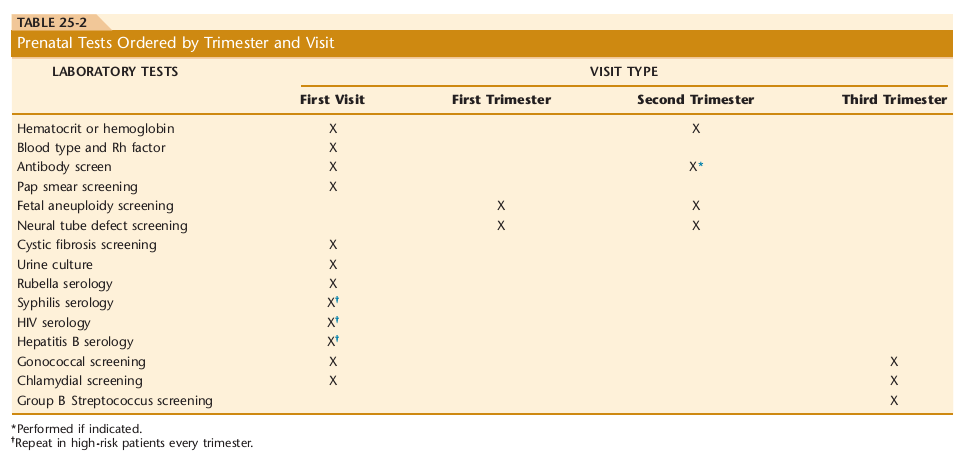 TABLE 25-2
Prenatal Tests Ordered by Trimester and Visit
LABORATORY TESTS VISIT TYPE
First Visit First Trimester Second Trimester Third Trimester
Hematocrit or hemoglobin X X
Blood type and Rh factor X
Antibody screen X X*
Pap smear screening X
Fetal aneuploidy screening X X
Neural tube defect screening X X
Cystic fibrosis screening X
Urine culture X
Rubella serology X
Syphilis serology X†
HIV serology X†
Hepatitis B serology X†
Gonococcal screening X X
Chlamydial screening X X
Group B Streptococcus screening X
*Performed if indicated.
†Repeat in high-risk patients every trimester.